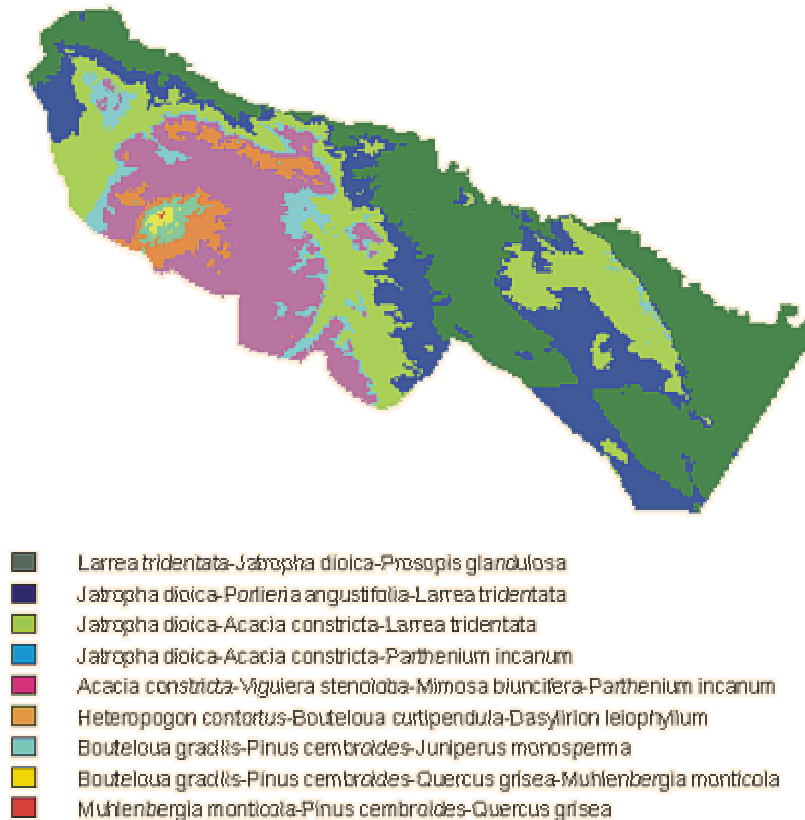 Larrea tridentata-Jatropha dioica-Prosopis glandulosa
Jatropha dioica-Porlieria angustifolia-Larrea tridentata
Jatropha dioica-Acacia constricta-Larrea tridentata
Jatropha dioica-Acacia constricta-Parthenium incanum
Acacia constricta-Viguiera stenoloba-Mimosa biuncifera-Parthenium incanum
Heteropogon contortus-Bouteloua curtipendula-Dasylirion leiophyllum
Bouteloua gracilis-Pinus cembroides-Juniperus monosperma
Bouteloua gracilis-Pinus cembroides-Quercus grisea-Muhlenbergia monticola
Muhlenbergia monticola-Pinus cembroides-Quercus grisea